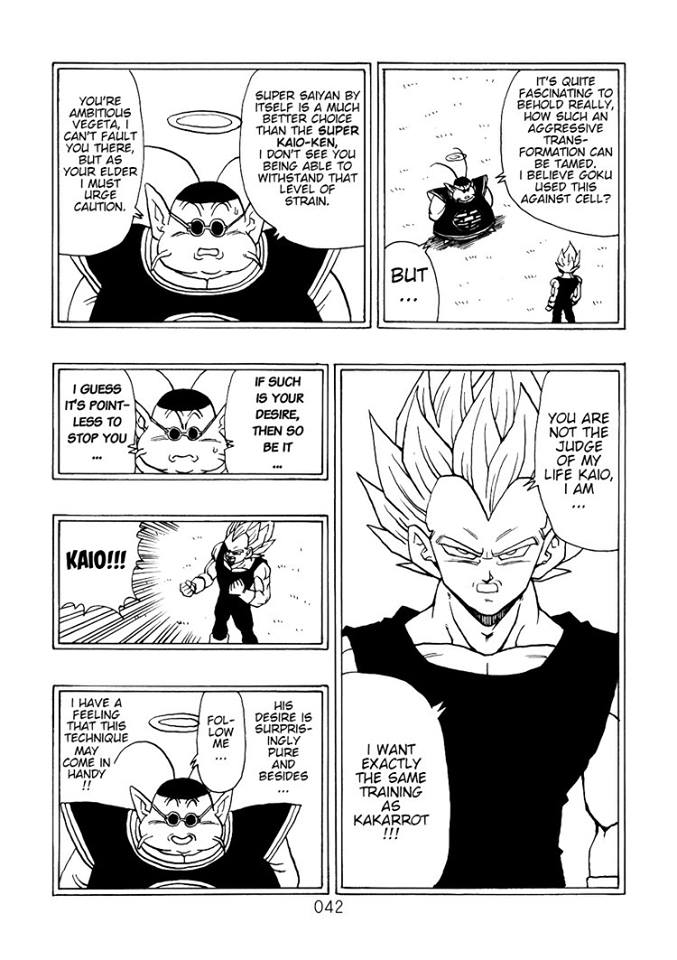 IT'S QUITE
FASCINATING TO
BEHOLD REALLY,
HOW SUCH AN
AGGRESSIVE
TRANS-
FORMATION CAN
BE TAMED.
I BELIEVE GOKU
USED THIS
AGAINST CELL?
BUT
...
SUPER SAIYAN BY
ITSELF IS A MUCH
BETTER CHOICE
THAN THE SUPER
KAIO-KEN,
I DON'T SEE YOU
BEING ABLE TO
WITHSTAND THAT
LEVEL OF
STRAIN.
YOU'RE
AMBITIOUS
VEGETA, I
CAN'T FAULT
YOU THERE,
BUT AS
YOUR ELDER
I MUST
URGE
CAUTION.
YOU ARE
NOT THE
JUDGE
OF MY
LIFE KAIO,
I AM
...
I WANT
EXACTLY
THE SAME
TRAINING
AS
KAKARROT
!!!
IF SUCH
IS YOUR
DESIRE,
THEN SO
BE IT
...
I GUESS
IT'S POINT-
LESS TO
STOP YOU
...
KAIO!!!
HIS
DESIRE IS
SURPRIS-
INGLY
PURE
AND
BESIDES
...
FOL-
LOW
ME
...
I HAVE A
FEELING
THAT THIS
TECHNIQUE
MAY
COME IN
HANDY
!!
042